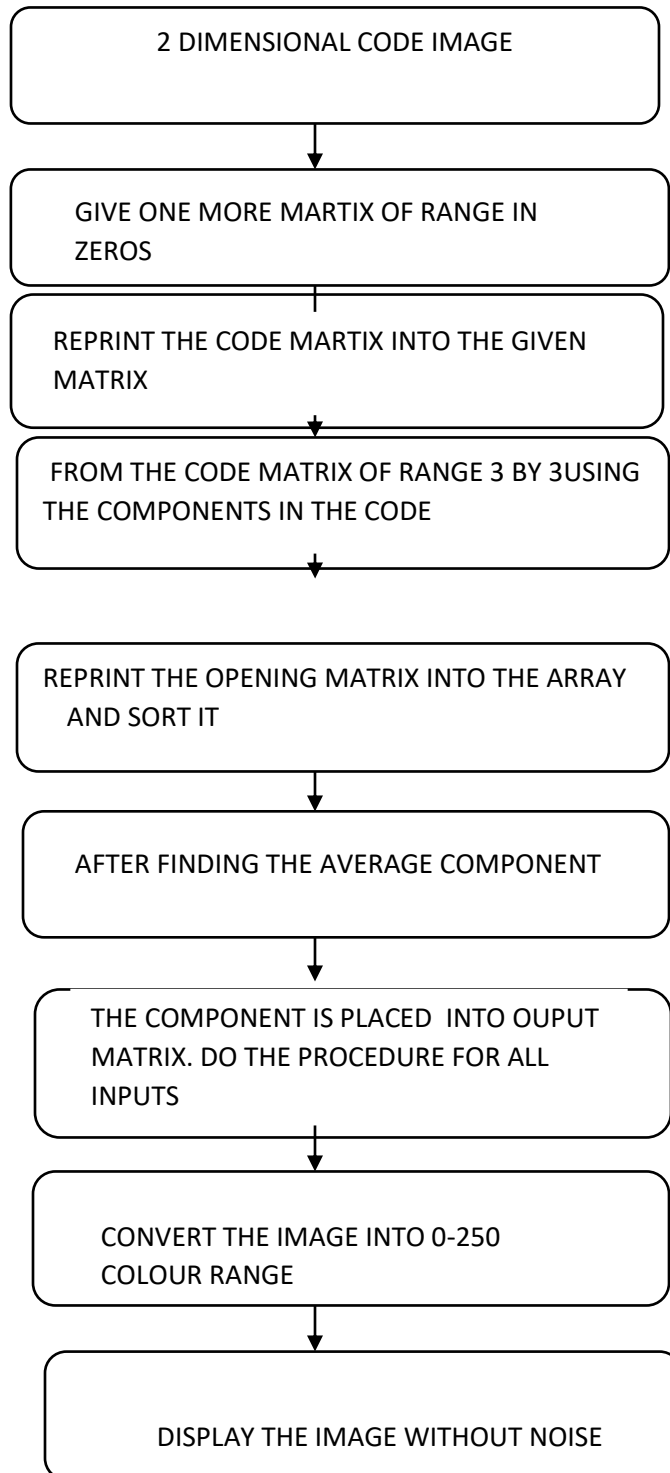 2 DIMENSIONAL CODE IMAGE
GIVE ONE MORE MARTIX OF RANGE IN
ZEROS
REPRINT THE CODE MARTIX INTO THE GIVEN
MATRIX
FROM THE CODE MATRIX OF RANGE 3 BY 3USING
THE COMPONENTS IN THE CODE
REPRINT THE OPENING MATRIX INTO THE ARRAY
AND SORT IT
AFTER FINDING THE AVERAGE COMPONENT
THE COMPONENT IS PLACED INTO OUPUT
MATRIX. DO THE PROCEDURE FOR ALL
INPUTS
CONVERT THE IMAGE INTO 0-250
COLOUR RANGE
DISPLAY THE IMAGE WITHOUT NOISE